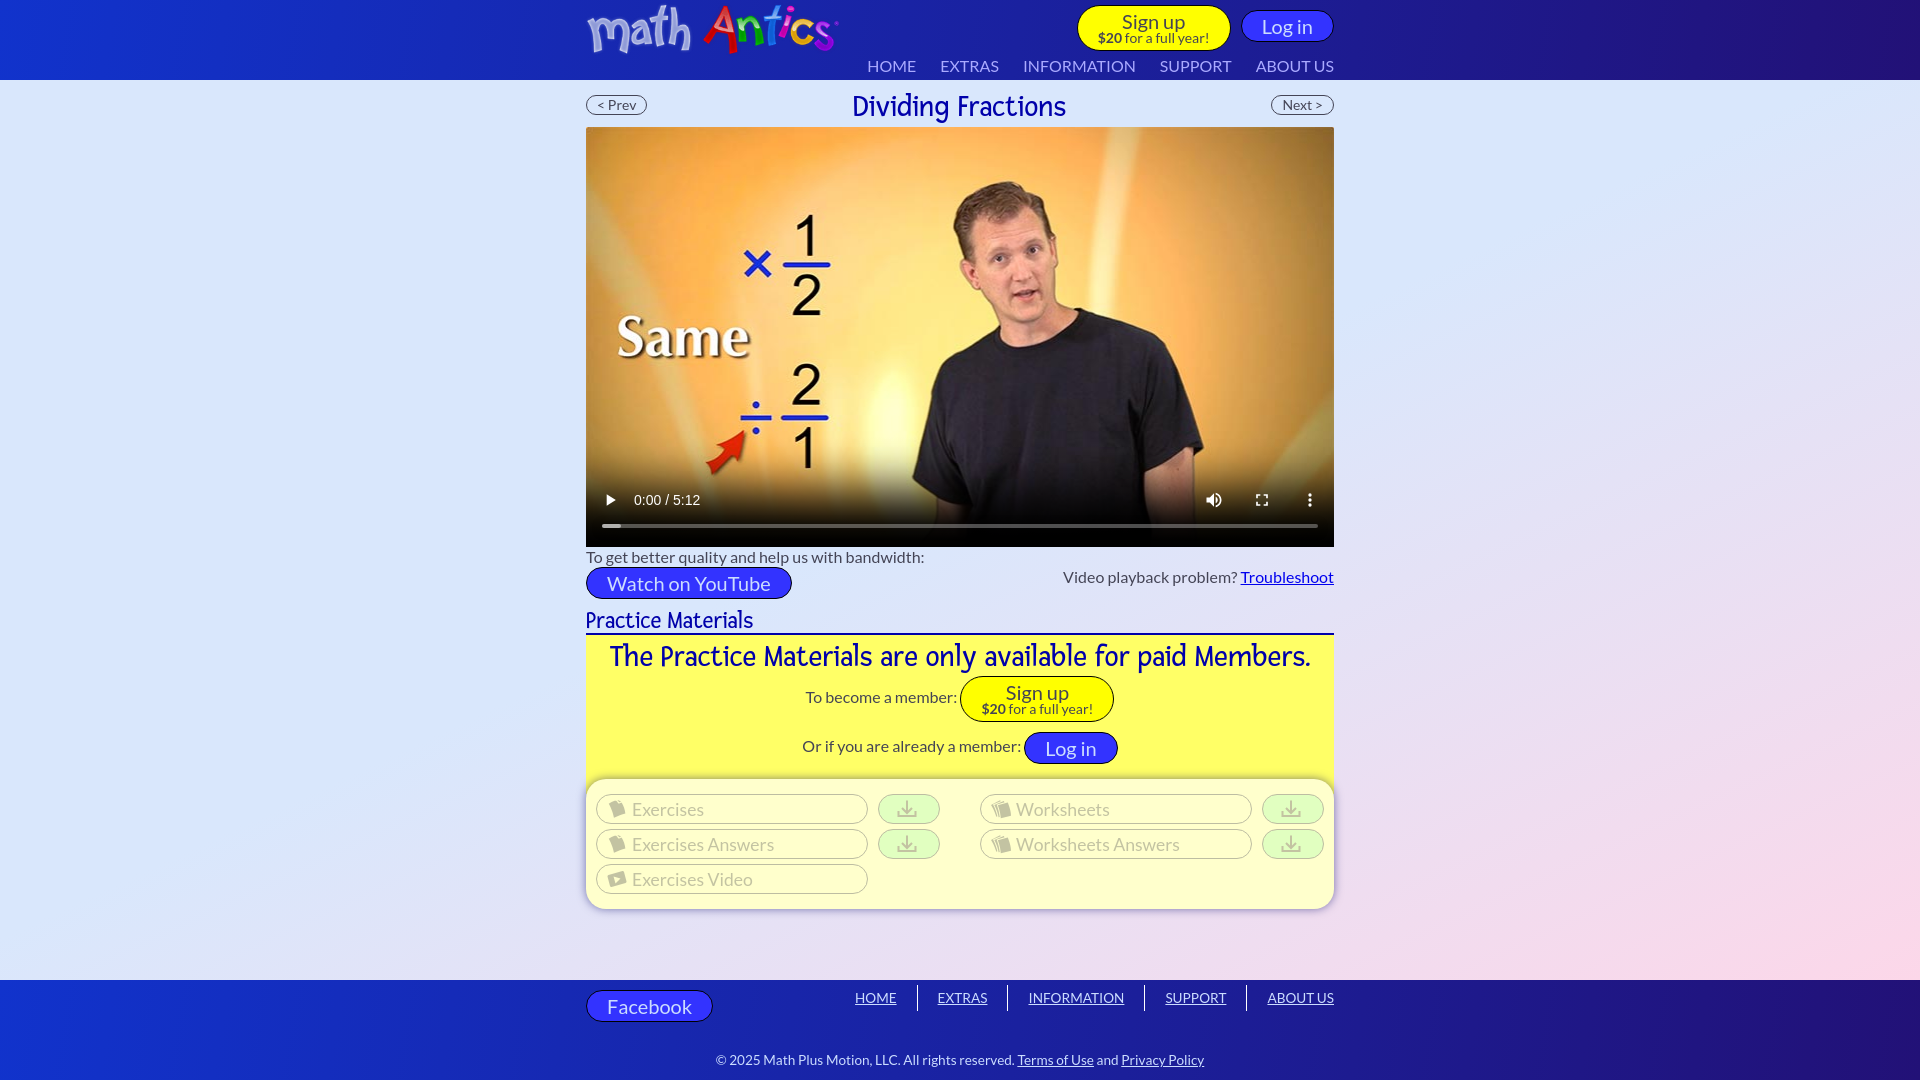 math Antics
Sign up
$20 for a full year!
Log in
HOME EXTRAS INFORMATION SUPPORT ABOUT US
< Prev
Dividing Fractions
Next >
× 1
2
Same
÷ 2
1
0:00 / 5:12
To get better quality and help us with bandwidth:
Watch on YouTube
Video playback problem? Troubleshoot
Practice Materials
The Practice Materials are only available for paid Members.
To become a member: Sign up
$20 for a full year!
Or if you are already a member: Log in
Exercises
Worksheets
Exercises Answers
Worksheets Answers
Exercises Video
Facebook
HOME EXTRAS INFORMATION SUPPORT ABOUT US
© 2025 Math Plus Motion, LLC. All rights reserved. Terms of Use and Privacy Policy